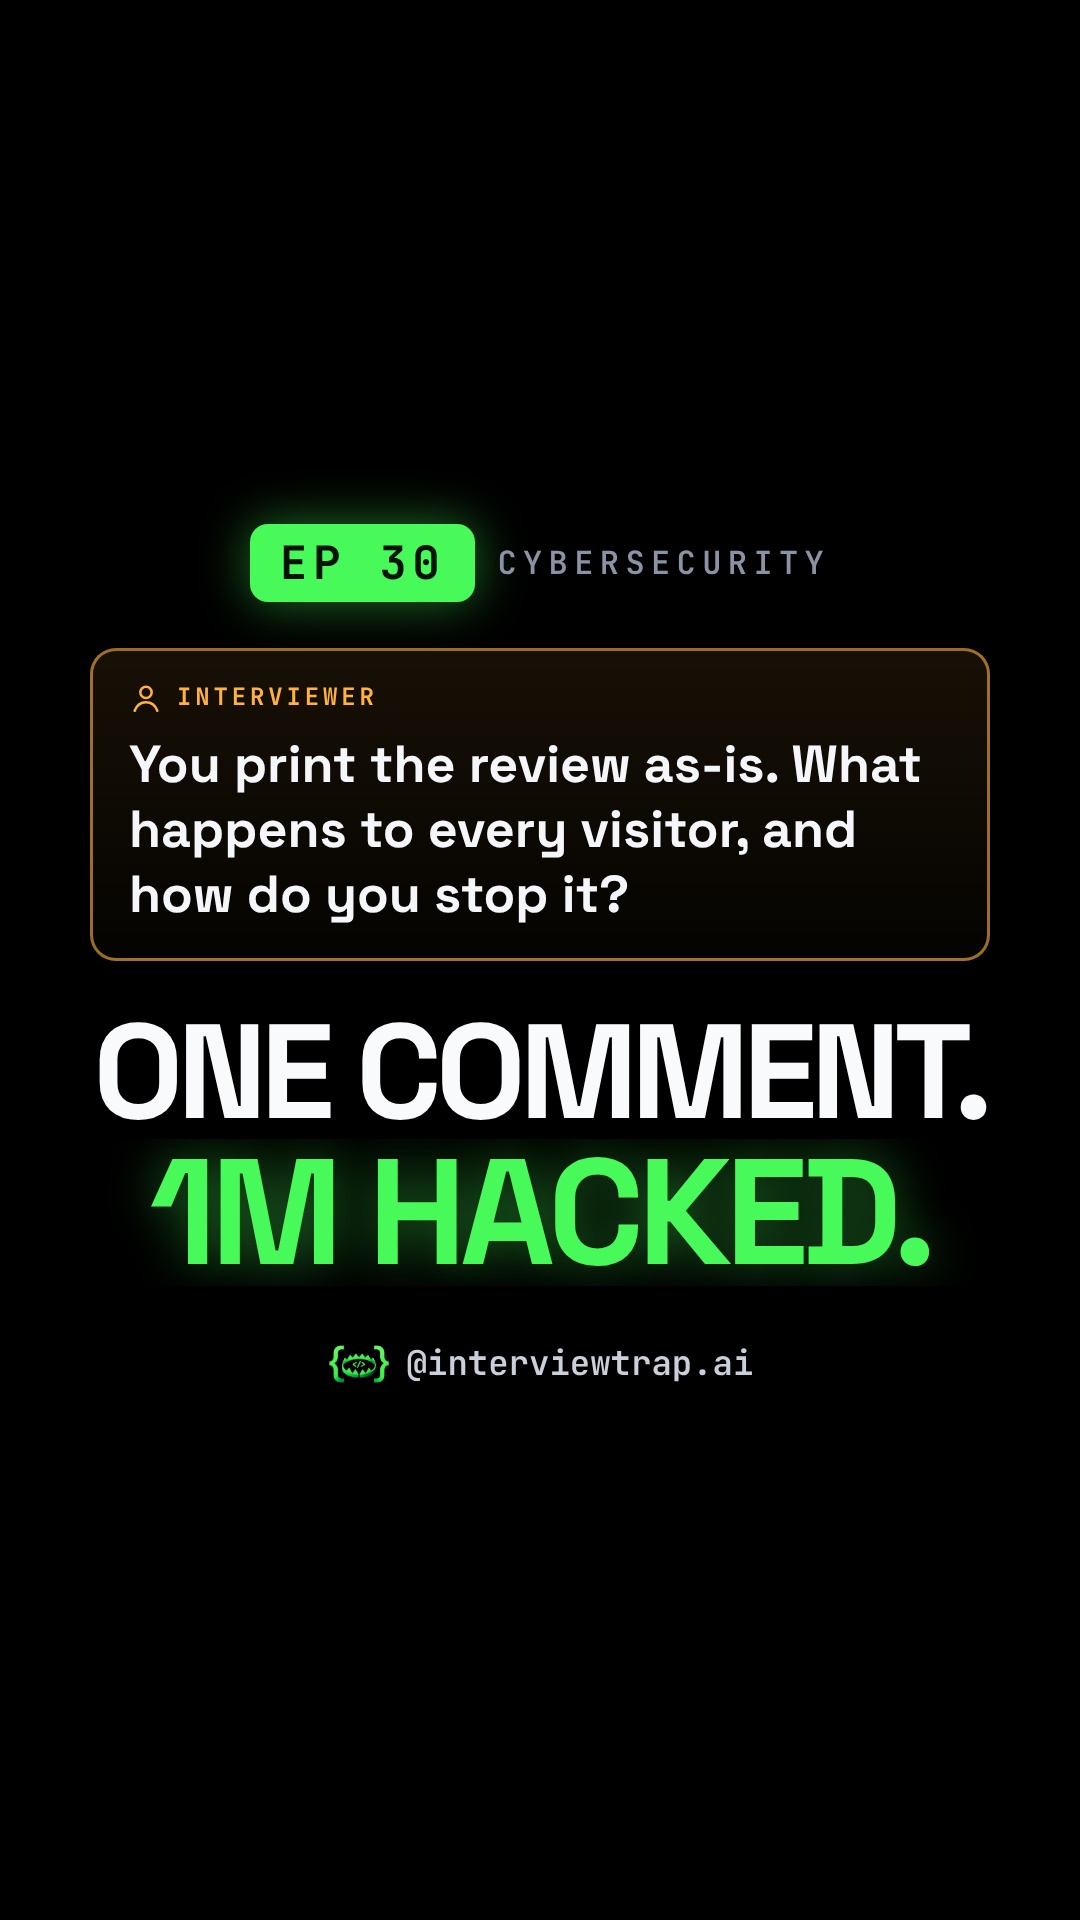 EP 30 CYBERSECURITY
INTERVIEWER
You print the review as-is. What
happens to every visitor, and
how do you stop it?
ONE COMMENT.
1M HACKED.
{</>} @interviewtrap.ai